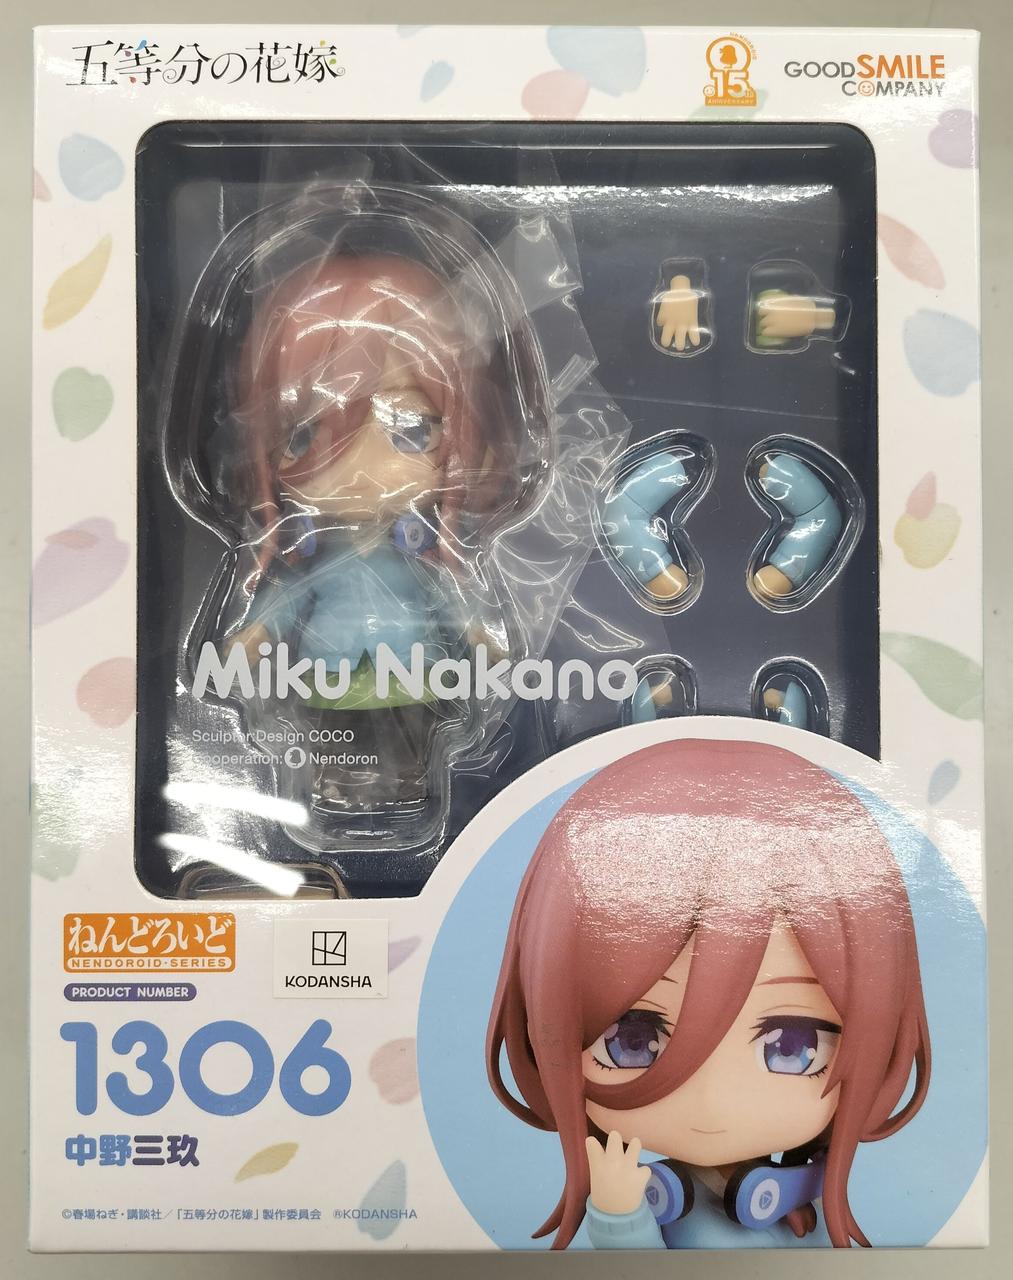 五等分の花嫁
NENDOROID
15th
ANNIVERSARY
GOODSMILE
COMPANY
Miku Nakano
Sculptor:Design COCO
Cooperation: Nendoron
ねんどろいど
NENDOROID·SERIES
PRODUCT NUMBER
1306
中野三玖
KODANSHA
©春場ねぎ・講談社/「五等分の花嫁」製作委員会 ®KODANSHA